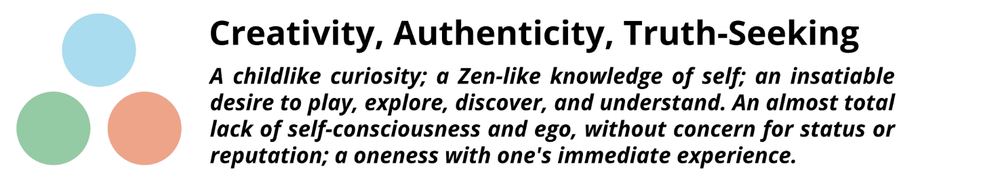 Creativity, Authenticity, Truth-Seeking
A childlike curiosity; a Zen-like knowledge of self; an insatiable
desire to play, explore, discover, and understand. An almost total
lack of self-consciousness and ego, without concern for status or
reputation; a oneness with one's immediate experience.